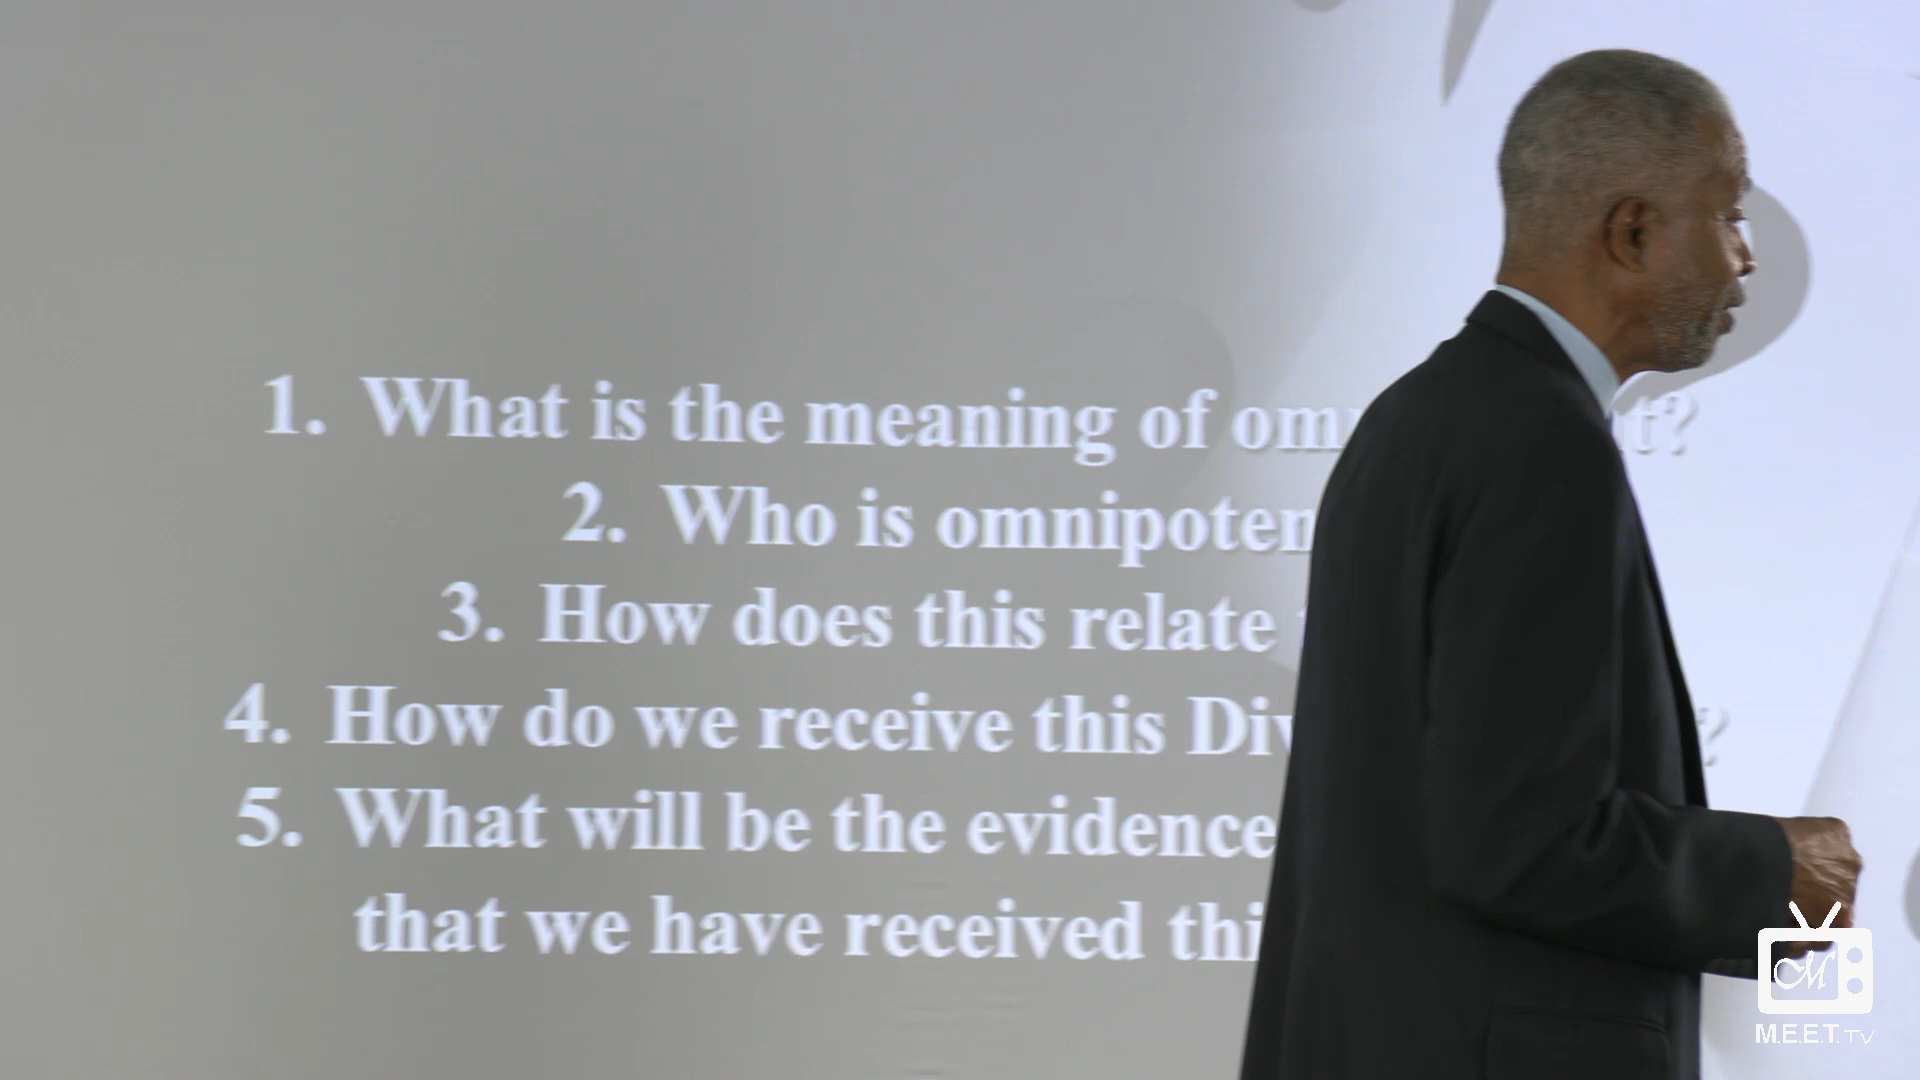 1. What is the meaning of
2. Who is
3. How does this relate
4. How do we receive this
5. What will be the evidence
that we have received
M
M.E.E.T. TV